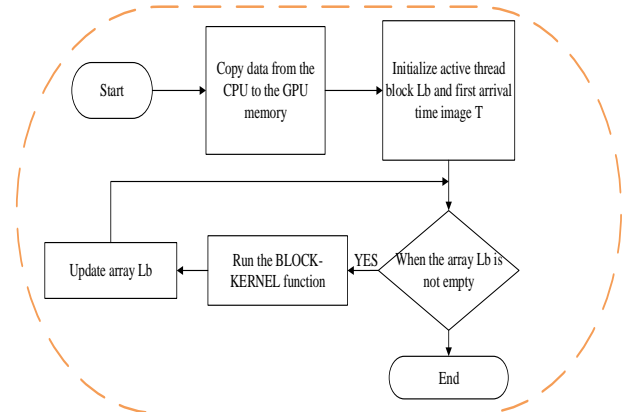 Start
Copy data from the
CPU to the GPU
memory
Initialize active thread
block Lb and first arrival
time image T
When the array Lb is
not empty
YES
Run the BLOCK-
KERNEL function
Update array Lb
End